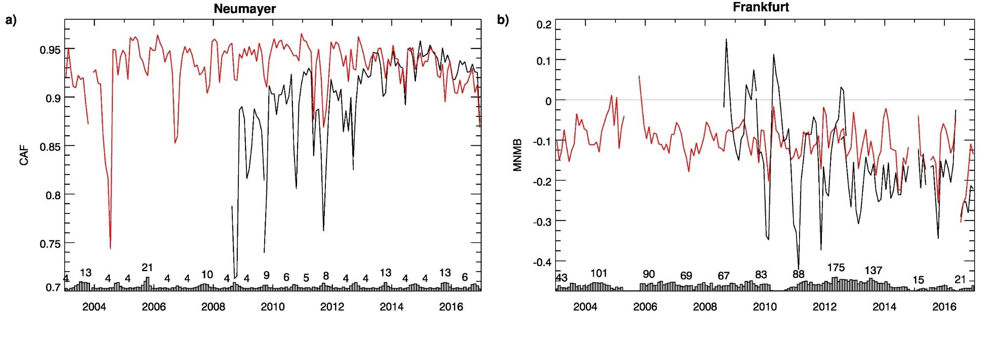 Neumayer
a)
CAF
0.95
0.9
0.85
0.8
0.75
0.7
4 13 4 4 21 4 4 10 4 4 9 6 5 8 4 4 13 4 4 13 6
2004 2006 2008 2010 2012 2014 2016
Frankfurt
b)
MNMB
0.2
0.1
0
-0.1
-0.2
-0.3
-0.4
43 101 90 69 67 83 88 175 137 15 21
2004 2006 2008 2010 2012 2014 2016